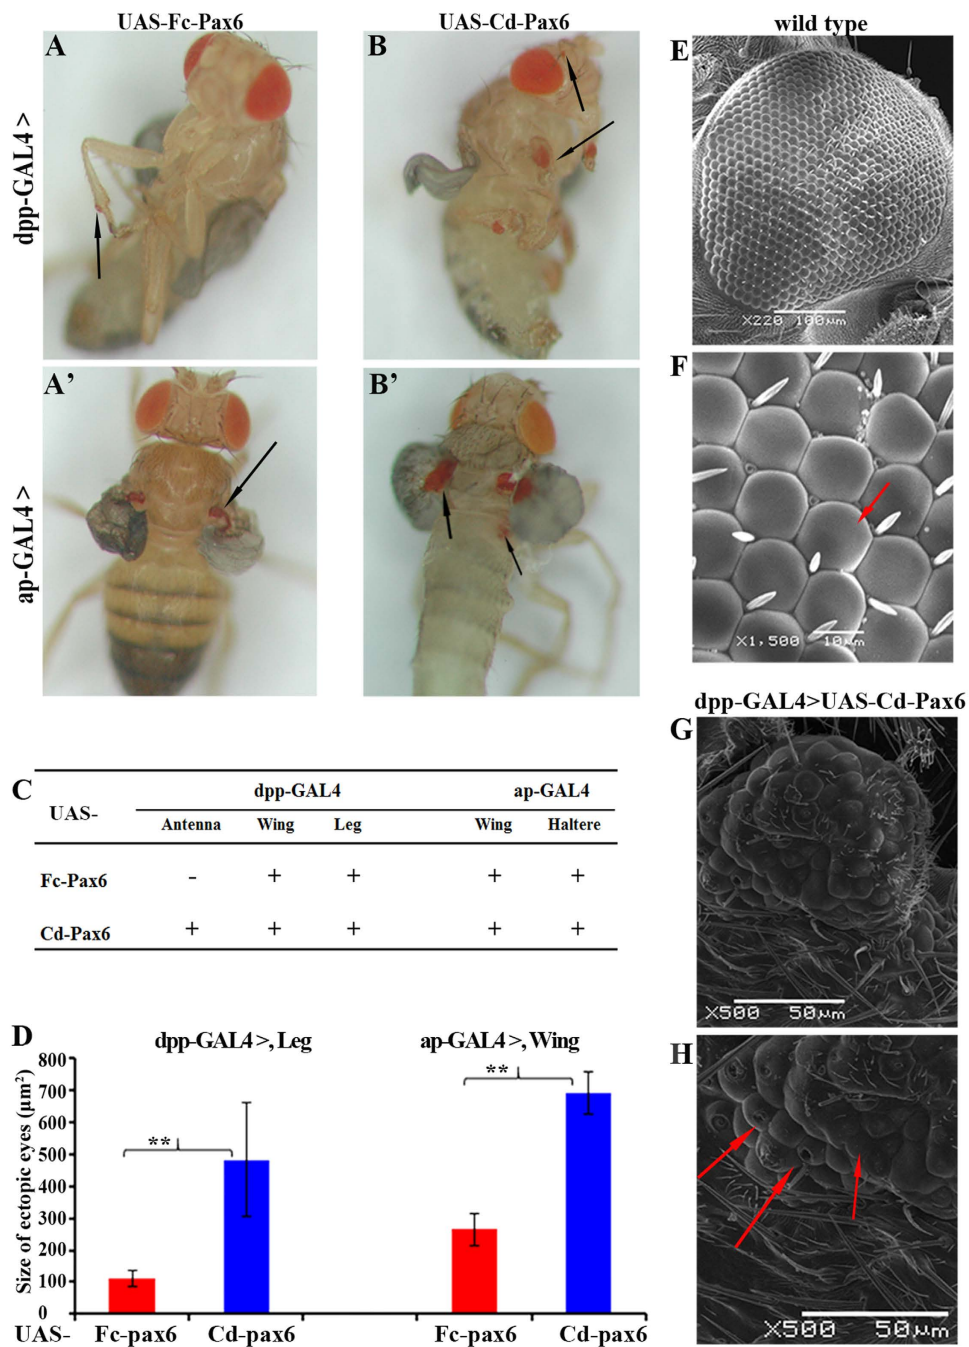 UAS-Fc-Pax6
UAS-Cd-Pax6
wild type
A
B
E
dpp-GAL4 >
X220 100µm
A’
B’
F
ap-GAL4 >
X1,500 10µm
dpp-GAL4>UAS-Cd-Pax6
G
X500 50µm
C
UAS-
dpp-GAL4
ap-GAL4
Antenna Wing Leg Wing Haltere
Fc-Pax6 - + + + +
Cd-Pax6 + + + + +
D
dpp-GAL4 >, Leg
ap-GAL4 >, Wing
Size of ectopic eyes (µm²)
800
700
600
500
400
300
200
100
0
**
**
UAS- Fc-pax6 Cd-pax6 Fc-pax6 Cd-pax6
H
X500 50µm